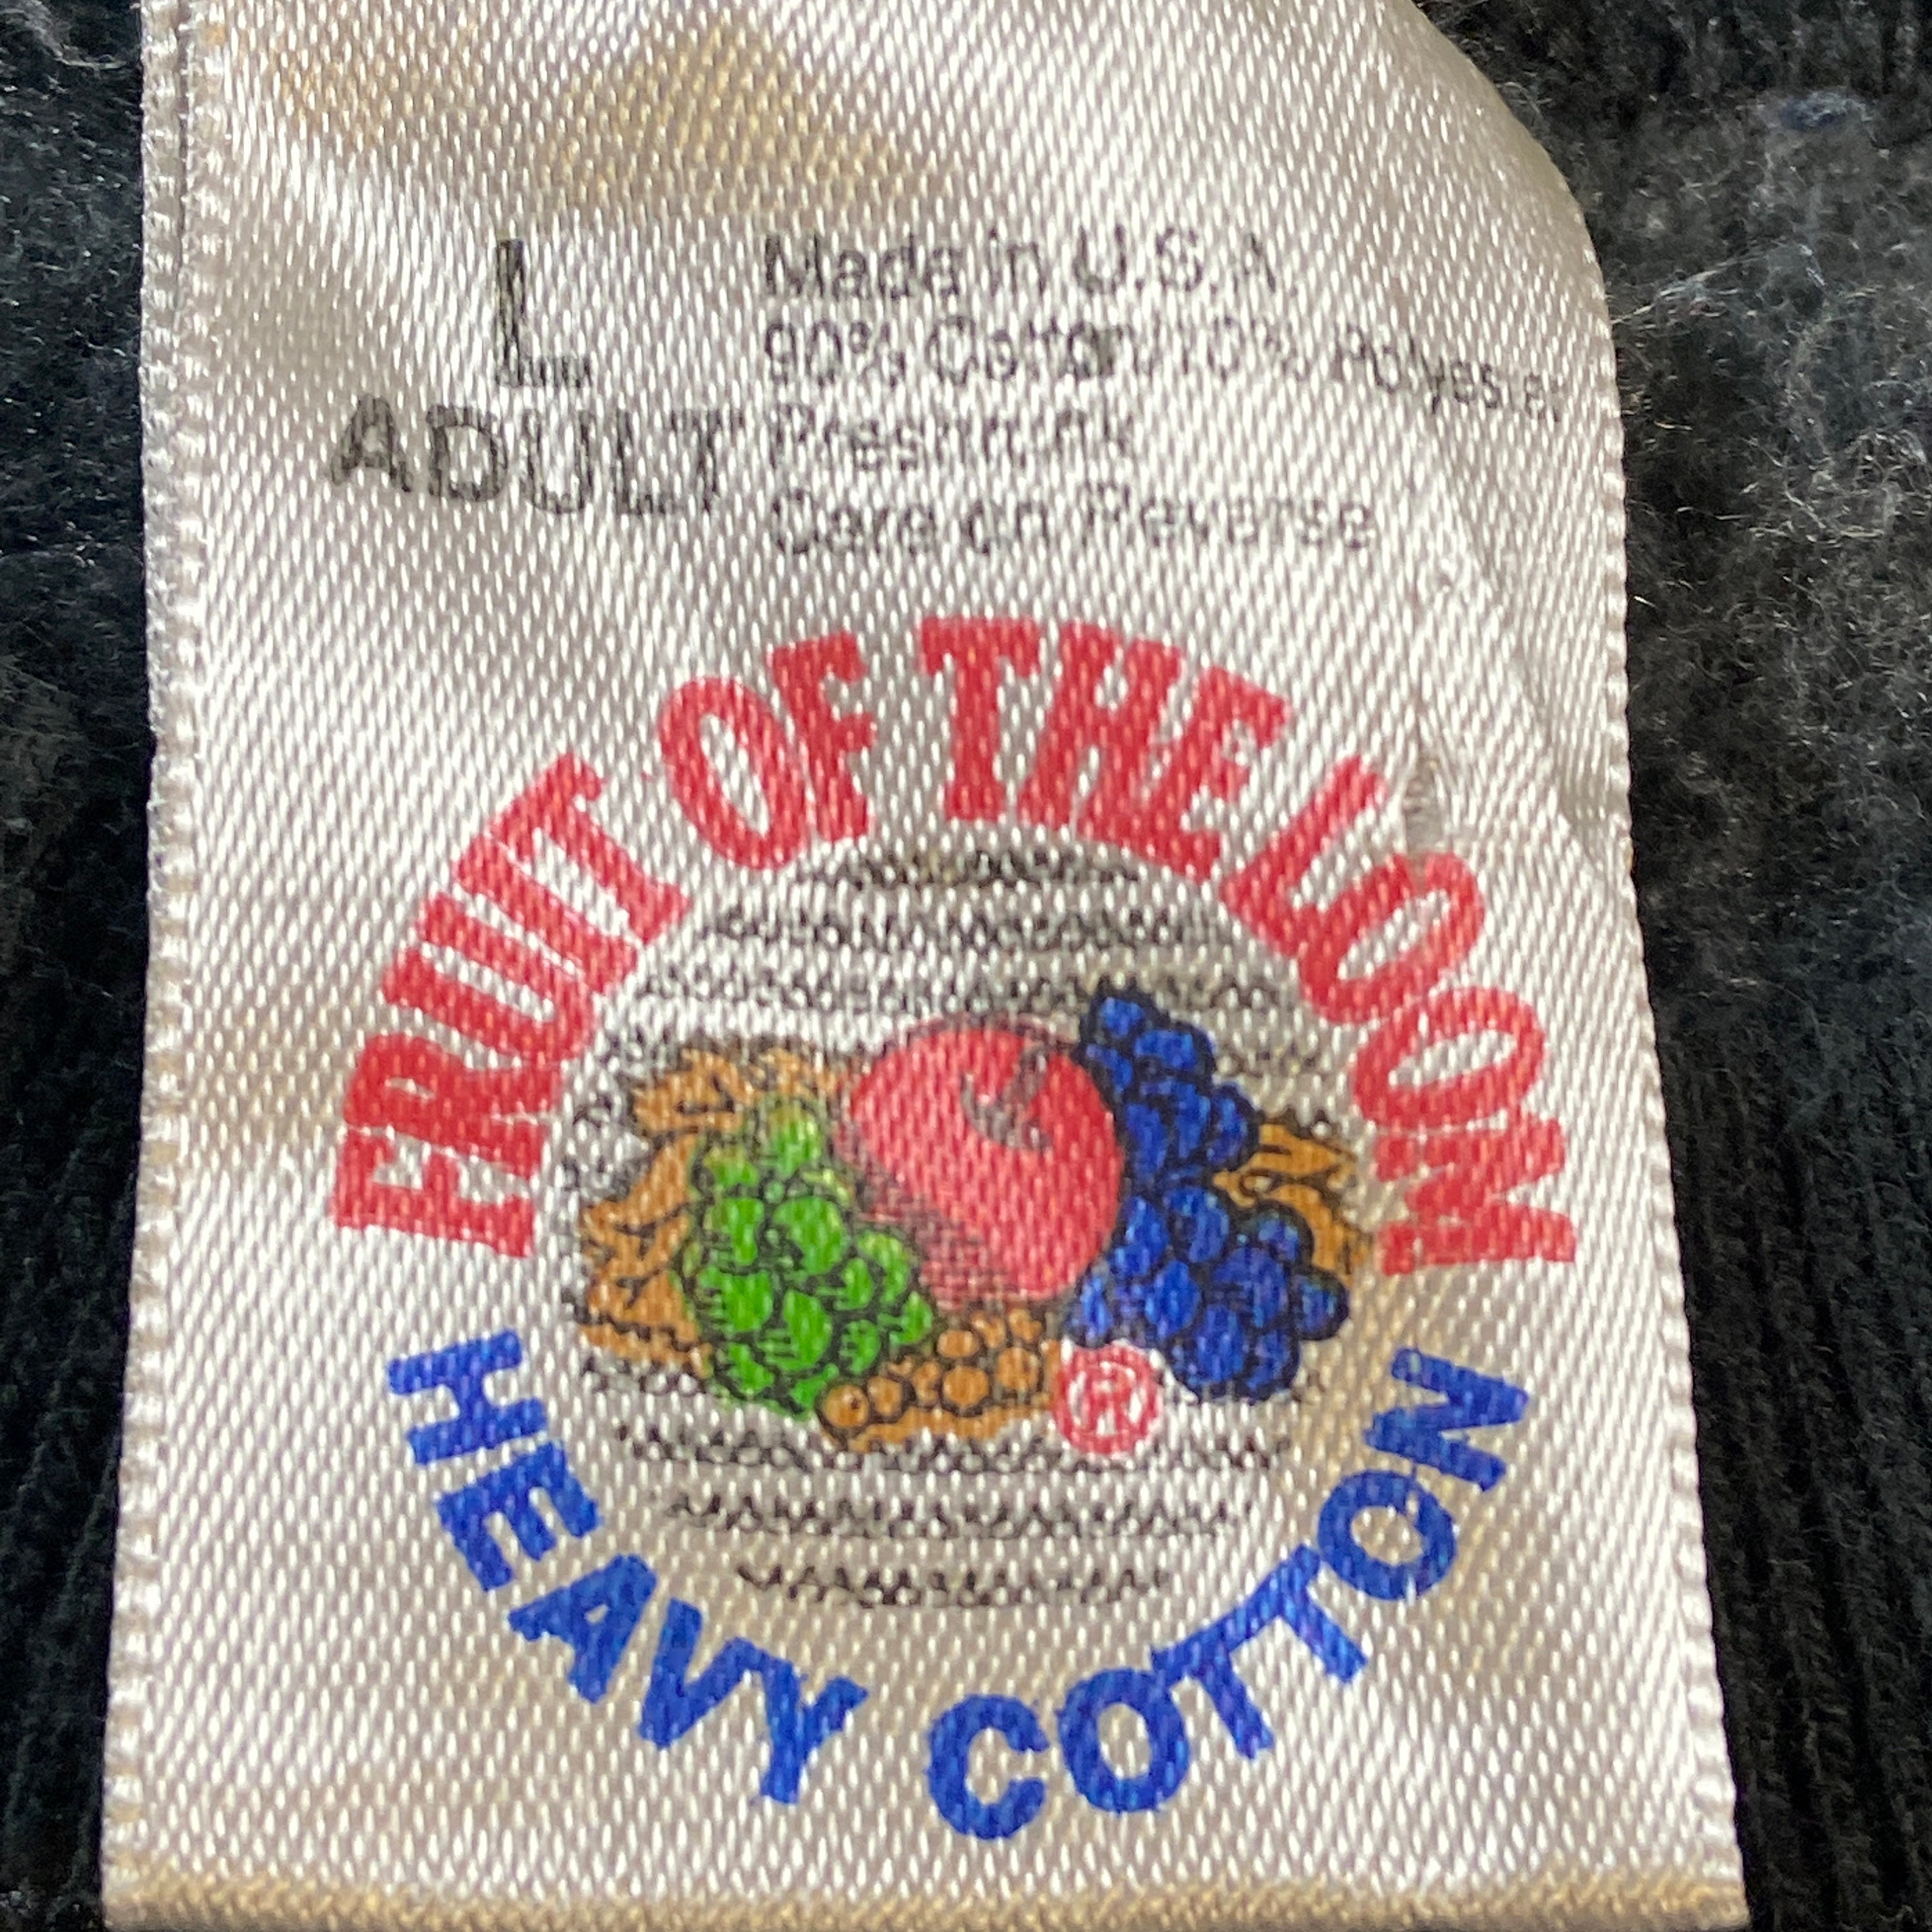 L
ADULT
Made in U.S.A.
90% Cotton/10% Polyester
Preshrunk
Care on Reverse
FRUIT OF THE LOOM
®
HEAVY COTTON